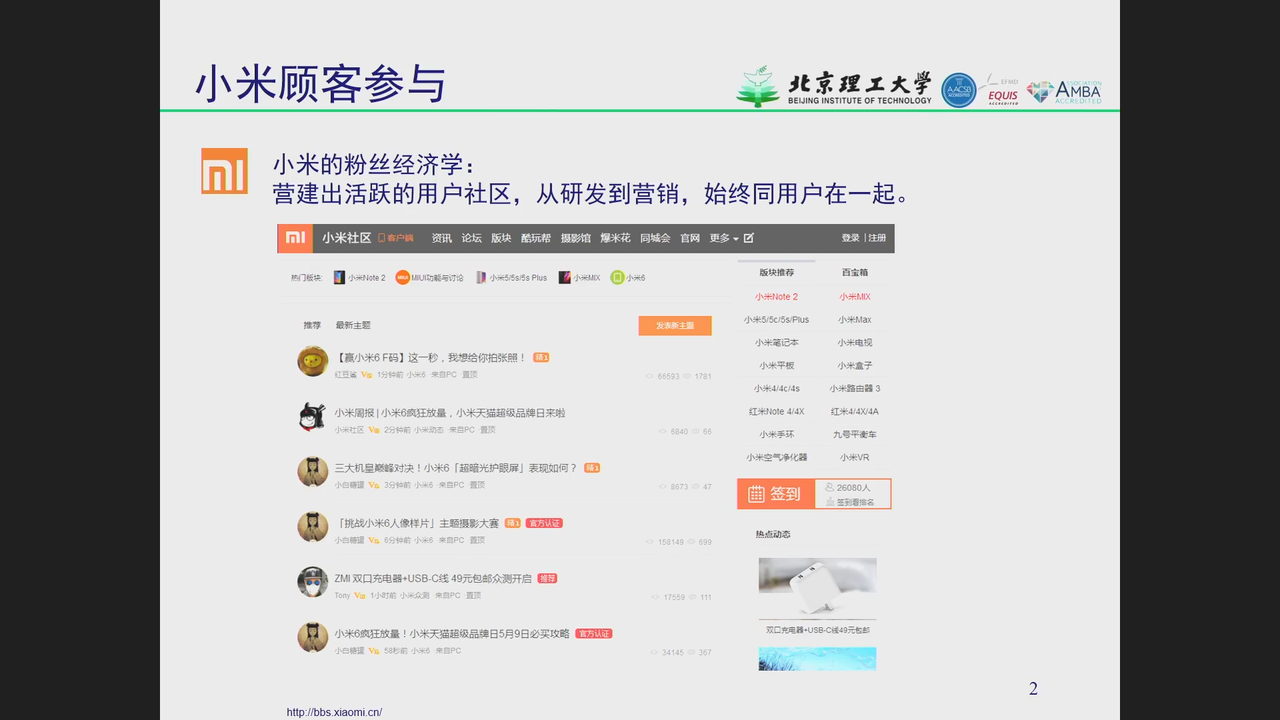 小米顾客参与
北京理工大学
BEIJING INSTITUTE OF TECHNOLOGY
AACSB
ACCREDITED
EFMD
EQUIS
ACCREDITED
ASSOCIATION
AMBA
ACCREDITED
小米的粉丝经济学：
营建出活跃的用户社区，从研发到营销，始终同用户在一起。
小米社区 客户端 资讯 论坛 版块 酷玩帮 摄影馆 爆米花 同城会 官网 更多 登录 | 注册
热门版块: 小米Note 2 MIUI功能与讨论 小米5/5s/5s Plus 小米MIX 小米6
推荐 最新主题 发表新主题
【赢小米6 F码】这一秒，我想给你拍张照！
红豆鲨 1分钟前 小米6 来自PC 置顶
66593 1781
小米周报 | 小米6疯狂放量，小米天猫超级品牌日来啦
小米社区 2分钟前 小米动态 来自PC 置顶
6840 66
三大机皇巅峰对决！小米6「超暗光护眼屏」表现如何？
小白糖罐 3分钟前 小米6 来自PC 置顶
8673 47
「挑战小米6人像样片」主题摄影大赛 官方认证
小白糖罐 6分钟前 小米6 来自PC 置顶
158149 699
ZMI 双口充电器+USB-C线 49元包邮众测开启 推荐
Tony 1小时前 小米众测 来自PC 置顶
17559 111
小米6疯狂放量！小米天猫超级品牌日5月9日必买攻略 官方认证
小白糖罐 58秒前 小米6 来自PC
34145 367
版块推荐 百宝箱
小米Note 2 小米MIX
小米5/5c/5s/Plus 小米Max
小米笔记本 小米电视
小米平板 小米盒子
小米4/4c/4s 小米路由器 3
红米Note 4/4X 红米4/4X/4A
小米手环 九号平衡车
小米空气净化器 小米VR
签到 26080人
签到看排名
热点动态
双口充电器+USB-C线49元包邮
2
http://bbs.xiaomi.cn/